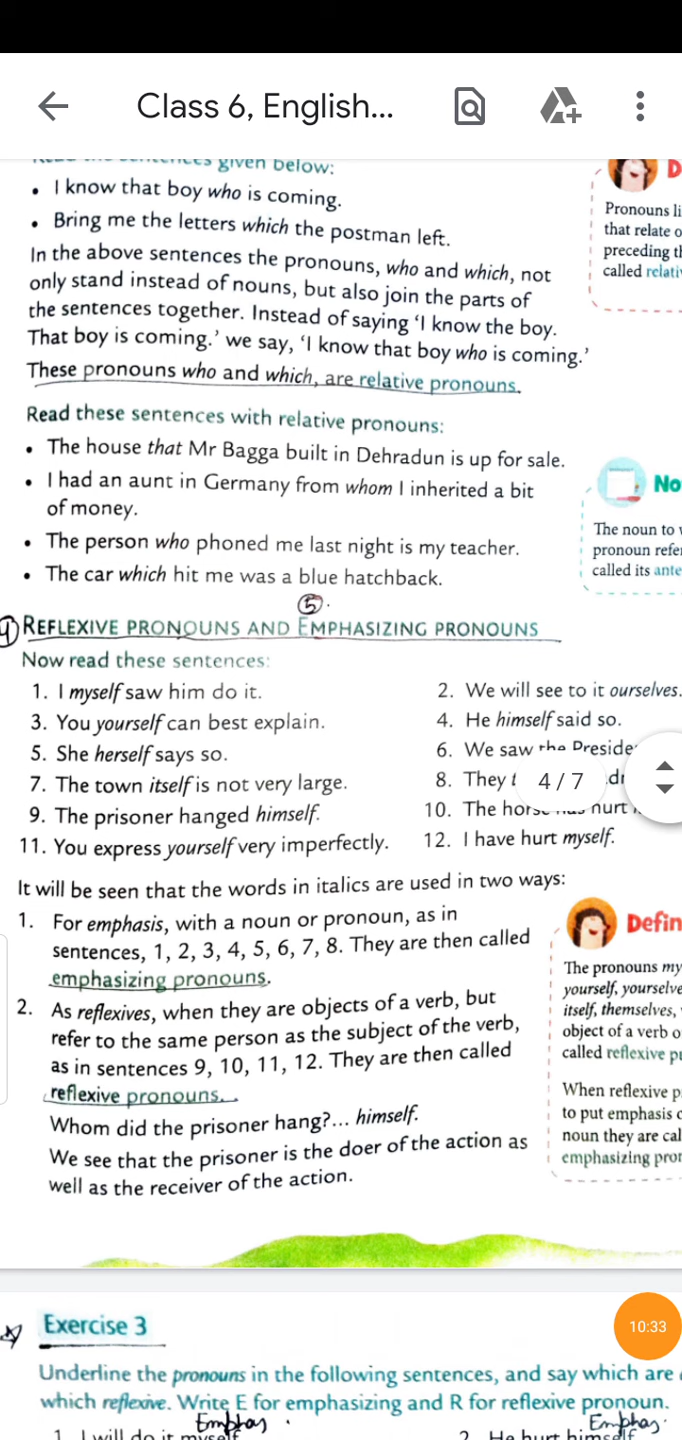 Class 6, English...
given below:
• I know that boy who is coming.
• Bring me the letters which the postman left.
In the above sentences the pronouns, who and which, not
only stand instead of nouns, but also join the parts of
the sentences together. Instead of saying ‘I know the boy.
That boy is coming.’ we say, ‘I know that boy who is coming.’
These pronouns who and which, are relative pronouns.
D
Pronouns li
that relate o
preceding th
called relativ
Read these sentences with relative pronouns:
• The house that Mr Bagga built in Dehradun is up for sale.
• I had an aunt in Germany from whom I inherited a bit
of money.
• The person who phoned me last night is my teacher.
• The car which hit me was a blue hatchback.
No
The noun to
pronoun refe
called its ante
5
4 REFLEXIVE PRONOUNS AND EMPHASIZING PRONOUNS
Now read these sentences:
1. I myself saw him do it.
2. We will see to it ourselves.
3. You yourself can best explain.
4. He himself said so.
5. She herself says so.
6. We saw the Preside
7. The town itself is not very large.
8. They
4 / 7
9. The prisoner hanged himself.
10. The horse has hurt
11. You express yourself very imperfectly.
12. I have hurt myself.
It will be seen that the words in italics are used in two ways:
1. For emphasis, with a noun or pronoun, as in
sentences, 1, 2, 3, 4, 5, 6, 7, 8. They are then called
emphasizing pronouns.
2. As reflexives, when they are objects of a verb, but
refer to the same person as the subject of the verb,
as in sentences 9, 10, 11, 12. They are then called
reflexive pronouns.
Whom did the prisoner hang?... himself.
We see that the prisoner is the doer of the action as
well as the receiver of the action.
Defin
The pronouns my
yourself, yourselve
itself, themselves,
object of a verb o
called reflexive p
When reflexive p
to put emphasis o
noun they are cal
emphasizing pron
Exercise 3
10:33
Underline the pronouns in the following sentences, and say which are
which reflexive. Write E for emphasizing and R for reflexive pronoun.
Emphas
Emphas
1. I will do it myself
2. He hurt himself